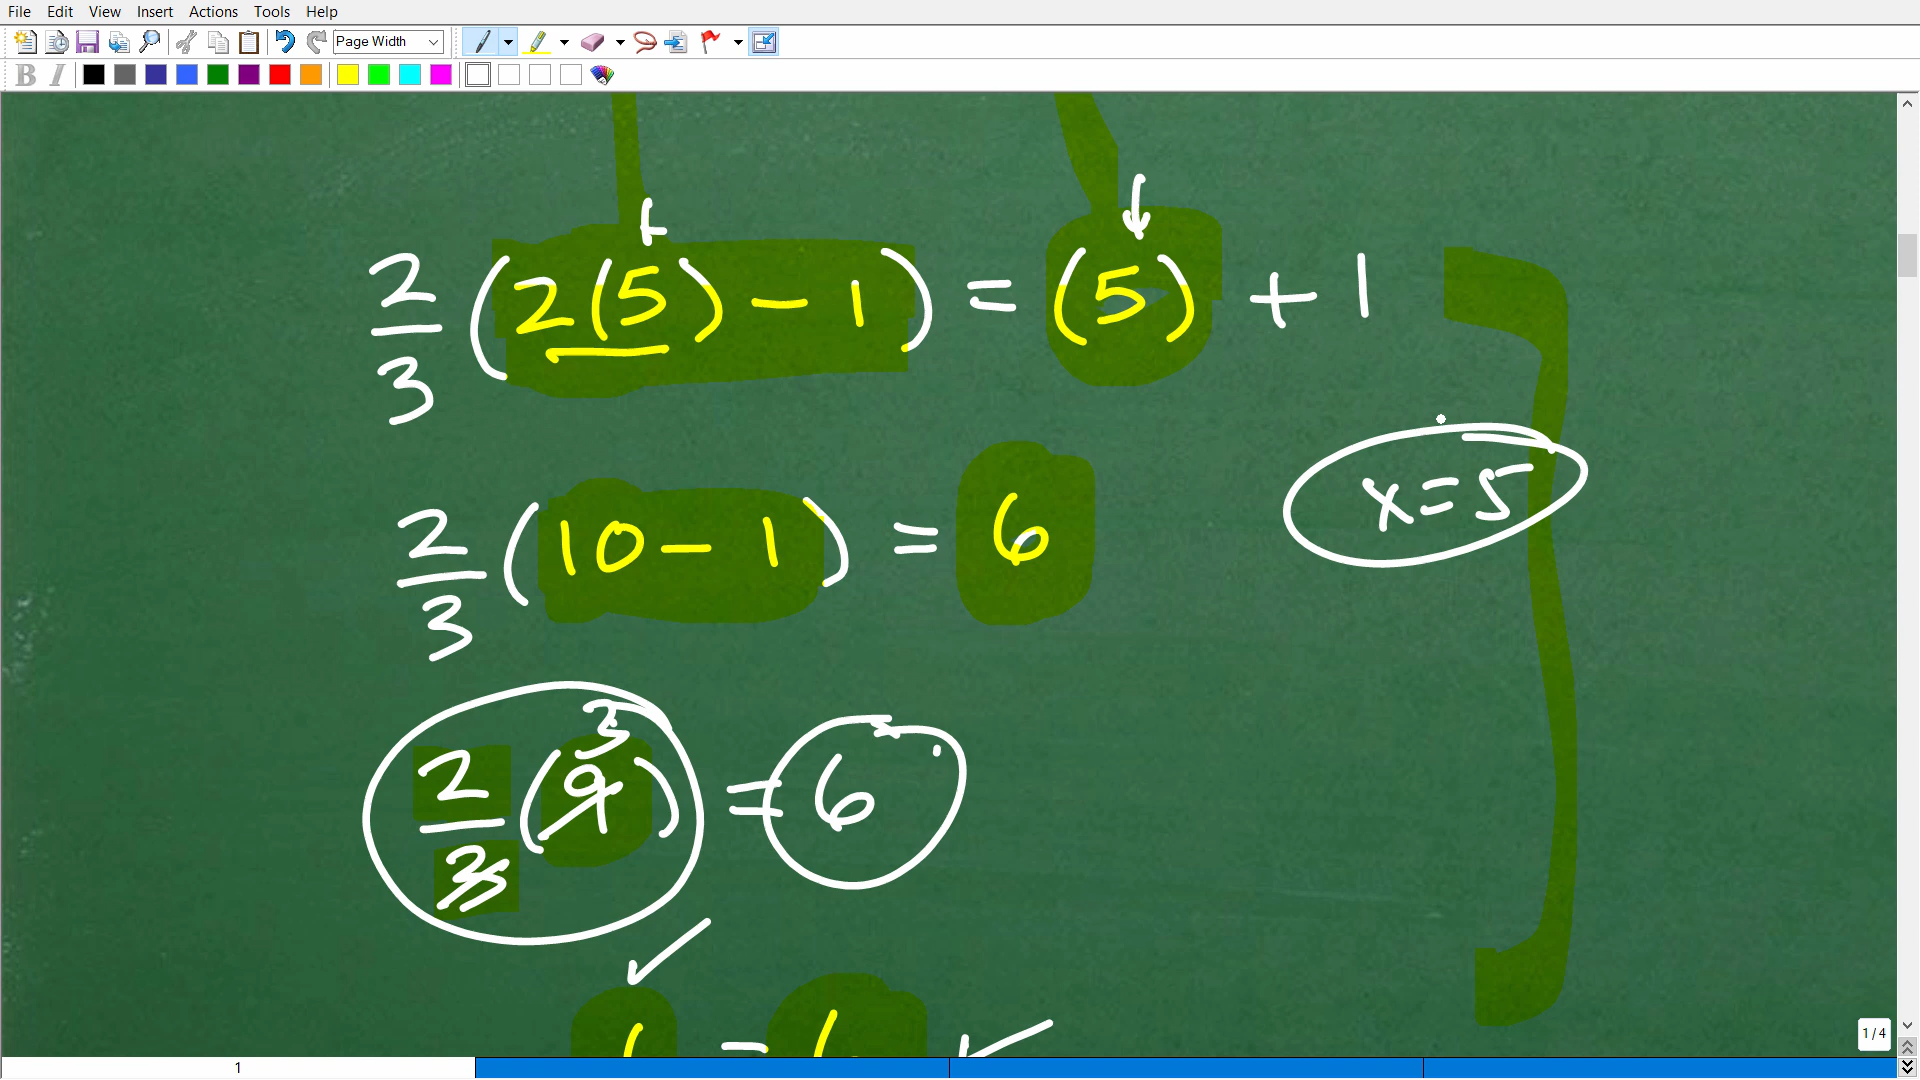 File Edit View Insert Actions Tools Help
Page Width
B I
2/3 (2(5) - 1) = (5) + 1
x = 5
2/3 (10 - 1) = 6
3
2/3 (9) = 6
=
1 / 4
1